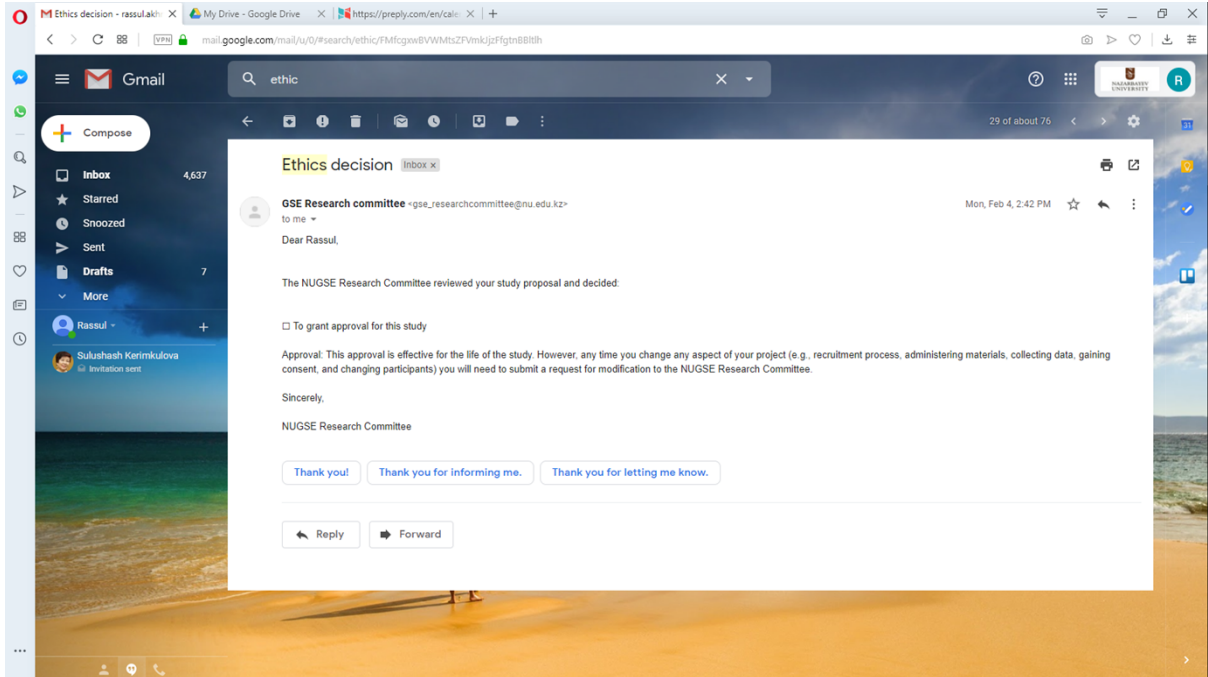 Ethics decision - rassul.akh
My Drive - Google Drive
https://preply.com/en/cale
VPN
mail.google.com/mail/u/0/#search/ethic/FMfcgxwBVWMtsZFVmkJjzFfgtnBBItlh
Gmail
ethic
NAZARBAYEV
UNIVERSITY
R
Compose
29 of about 76
31
Ethics decision Inbox x
Inbox 4,637
Starred
Snoozed
Sent
Drafts 7
More
Rassul
Sulushash Kerimkulova
Invitation sent
GSE Research committee <gse_researchcommittee@nu.edu.kz>
Mon, Feb 4, 2:42 PM
to me
Dear Rassul,
The NUGSE Research Committee reviewed your study proposal and decided:
☐ To grant approval for this study
Approval: This approval is effective for the life of the study. However, any time you change any aspect of your project (e.g., recruitment process, administering materials, collecting data, gaining
consent, and changing participants) you will need to submit a request for modification to the NUGSE Research Committee.
Sincerely,
NUGSE Research Committee
Thank you!
Thank you for informing me.
Thank you for letting me know.
Reply
Forward